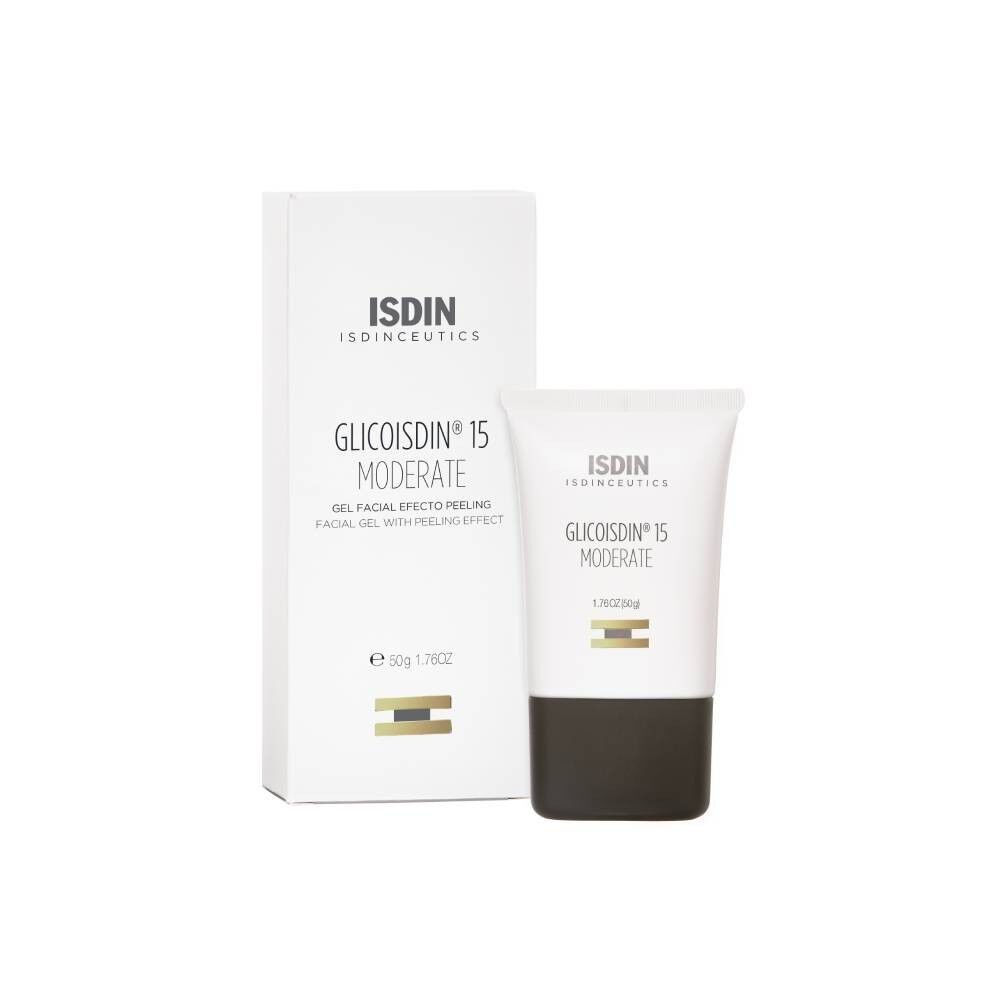 ISDIN
ISDINCEUTICS
GLICOISDIN® 15
MODERATE
GEL FACIAL EFECTO PEELING
FACIAL GEL WITH PEELING EFFECT
℮ 50g 1.76OZ
ISDIN
ISDINCEUTICS
GLICOISDIN® 15
MODERATE
1.76OZ(50g)